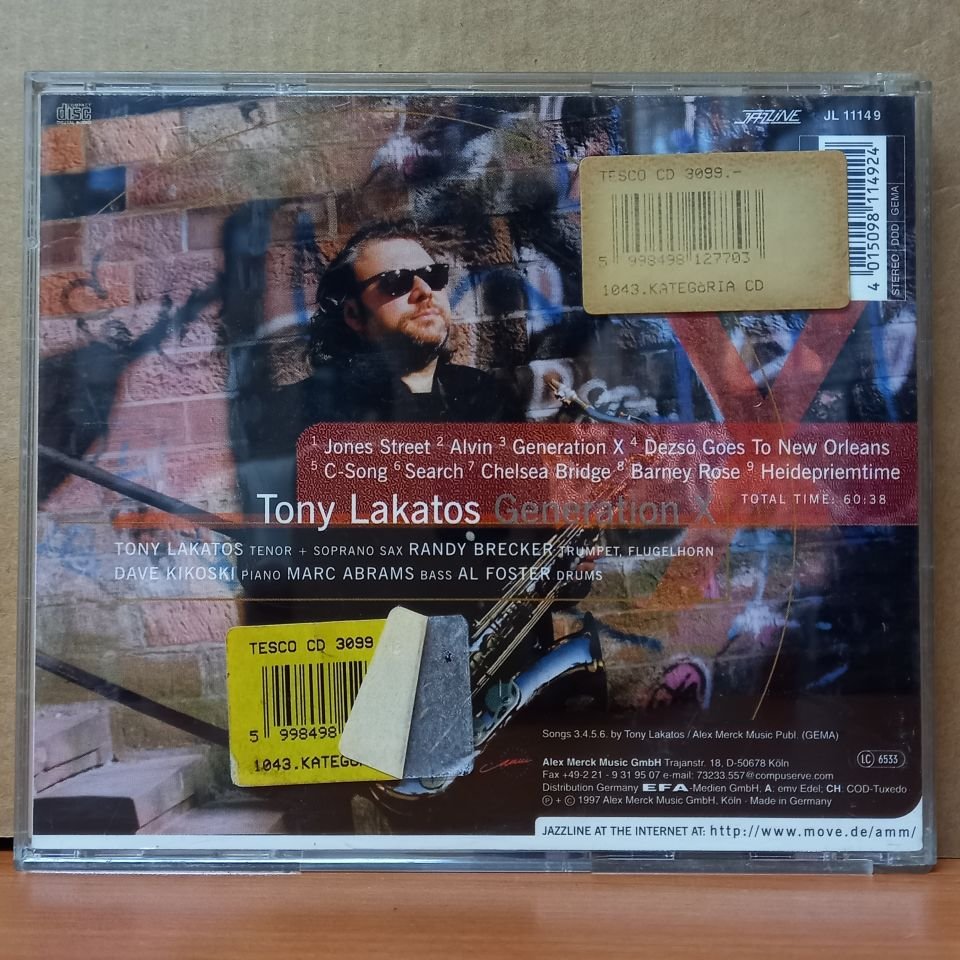 COMPACT
disc
DIGITAL AUDIO
JAZZLINE JL 11149
TESCO CD 3099.-
5 998498 127703
1043.KATEGóRIA CD
4 015098 114924
STEREO DDD GEMA
X
1 Jones Street 2 Alvin 3 Generation X 4 Dezsö Goes To New Orleans
5 C-Song 6 Search 7 Chelsea Bridge 8 Barney Rose 9 Heidepriemtime
TOTAL TIME: 60:38
Tony Lakatos Generation X
TONY LAKATOS TENOR + SOPRANO SAX RANDY BRECKER TRUMPET, FLUGELHORN
DAVE KIKOSKI PIANO MARC ABRAMS BASS AL FOSTER DRUMS
TESCO CD 3099
5 998498
1043.KATEGó
Songs 3.4.5.6. by Tony Lakatos / Alex Merck Music Publ. (GEMA)
Alex Merck Music GmbH Trajanstr. 18, D-50678 Köln
Fax +49-2 21 - 9 31 95 07 e-mail; 73233.557@compuserve.com
Distribution Germany EFA-Medien GmbH, A: emv Edel; CH: COD-Tuxedo
℗ + © 1997 Alex Merck Music GmbH, Köln · Made in Germany
LC 6533
JAZZLINE AT THE INTERNET AT: http://www.move.de/amm/